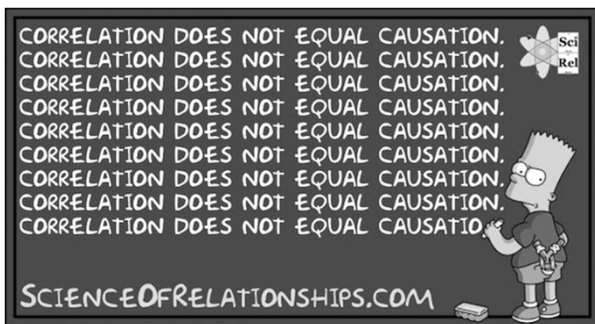 CORRELATION DOES NOT EQUAL CAUSATION.
CORRELATION DOES NOT EQUAL CAUSATION.
CORRELATION DOES NOT EQUAL CAUSATION.
CORRELATION DOES NOT EQUAL CAUSATION.
CORRELATION DOES NOT EQUAL CAUSATION.
CORRELATION DOES NOT EQUAL CAUSATION.
CORRELATION DOES NOT EQUAL CAUSATION.
CORRELATION DOES NOT EQUAL CAUSATION.
CORRELATION DOES NOT EQUAL CAUSATIO
Sci
Rel
SCIENCEOFRELATIONSHIPS.COM